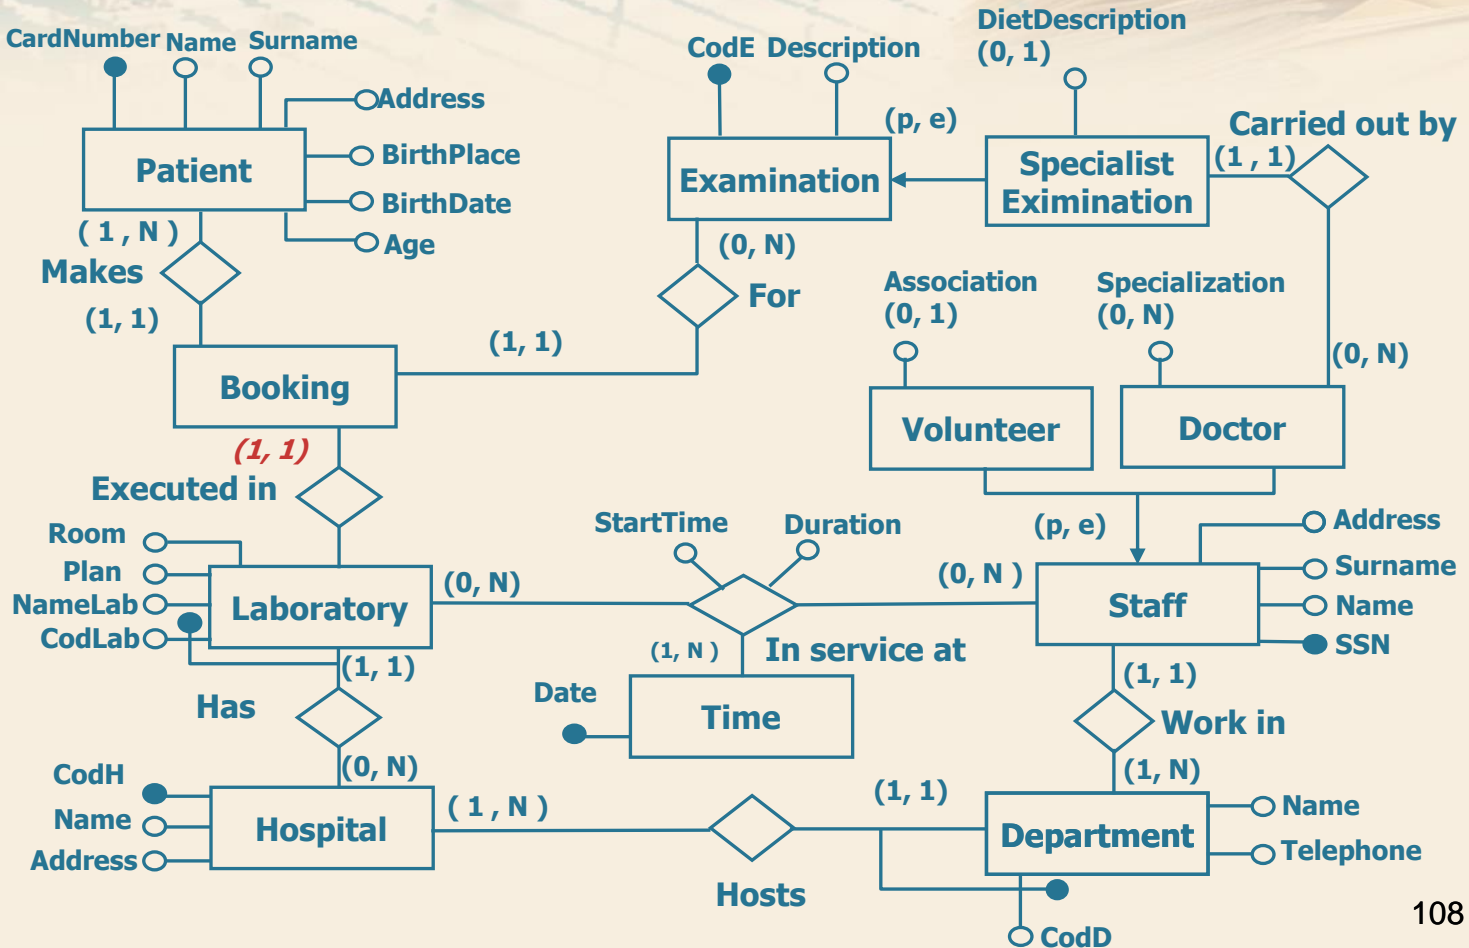 DietDescription
(0, 1)
CardNumber Name Surname
CodE Description
Address
(p, e)
Carried out by
Patient
BirthPlace
Examination
Specialist
Eximination
(1 , 1)
BirthDate
( 1 , N )
Age
(0, N)
Makes
For
Association
(0, 1)
Specialization
(0, N)
(1, 1)
(1, 1)
(0, N)
Booking
Volunteer
Doctor
(1, 1)
Executed in
StartTime
Duration
(p, e)
Address
Room
Plan
NameLab
CodLab
Laboratory
(0, N)
(0, N )
Staff
Surname
Name
SSN
(1, 1)
(1, N )
In service at
(1, 1)
Has
Date
Time
Work in
(0, N)
(1, N)
CodH
Name
Address
Hospital
( 1 , N )
(1, 1)
Department
Name
Telephone
Hosts
CodD
108